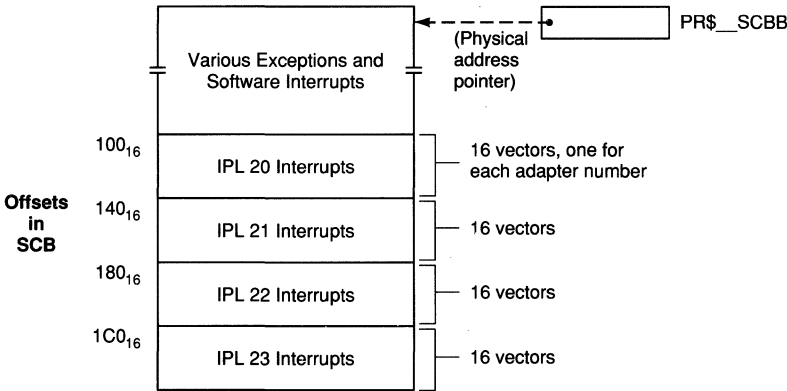 PR$__SCBB
(Physical
address
pointer)
Various Exceptions and
Software Interrupts
Offsets
in
SCB
100₁₆
IPL 20 Interrupts
16 vectors, one for
each adapter number
140₁₆
IPL 21 Interrupts
16 vectors
180₁₆
IPL 22 Interrupts
16 vectors
1C0₁₆
IPL 23 Interrupts
16 vectors